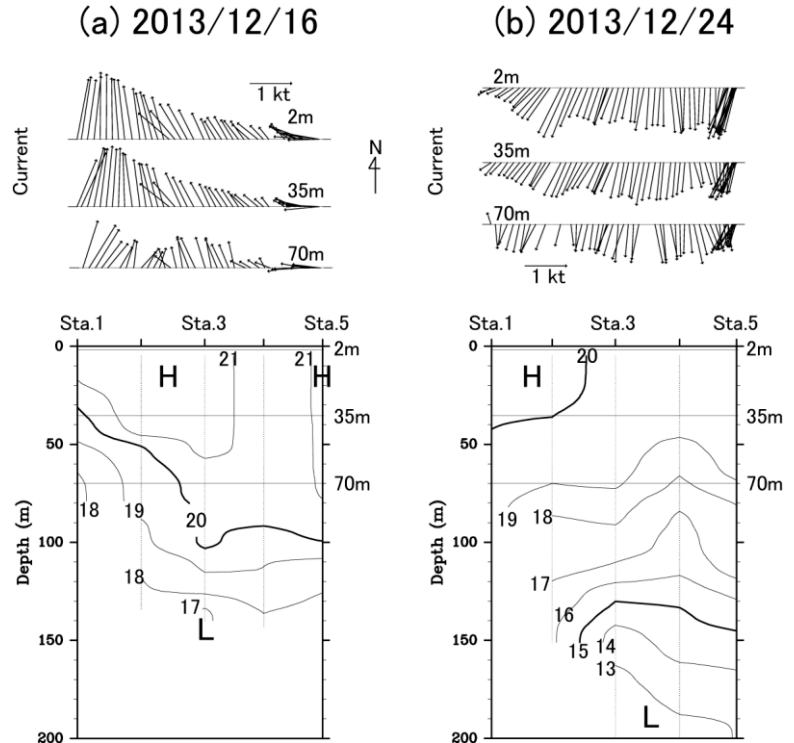 (a) 2013/12/16
(b) 2013/12/24
Current
1 kt
2m
35m
70m
N
Current
2m
35m
70m
1 kt
Sta.1 Sta.3 Sta.5
0
50
100
150
200
Depth (m)
2m
35m
70m
H
H
21
21
20
19
18
18
17
L
Sta.1 Sta.3 Sta.5
0
50
100
150
200
Depth (m)
2m
35m
70m
H
20
19
18
17
16
15
14
13
L